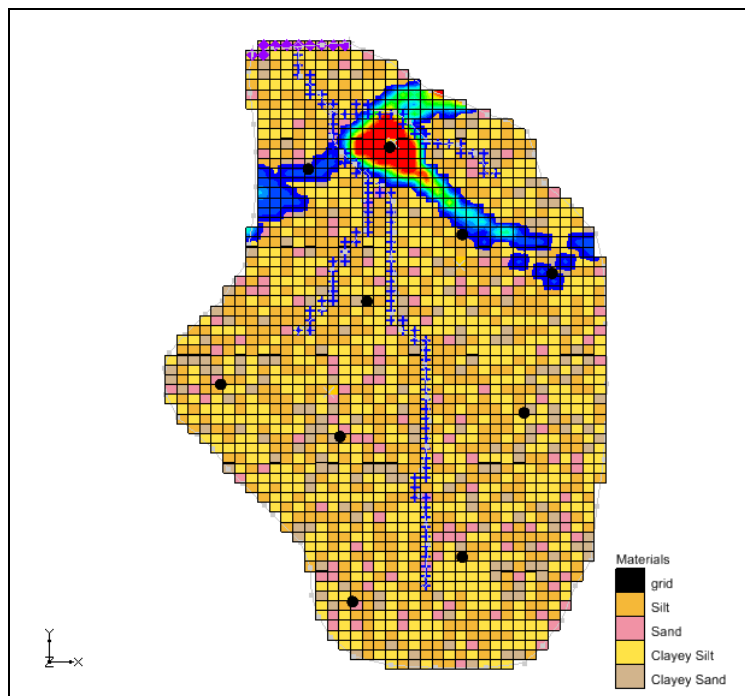 Materials
grid
Silt
Sand
Clayey Silt
Clayey Sand
Y
Z X